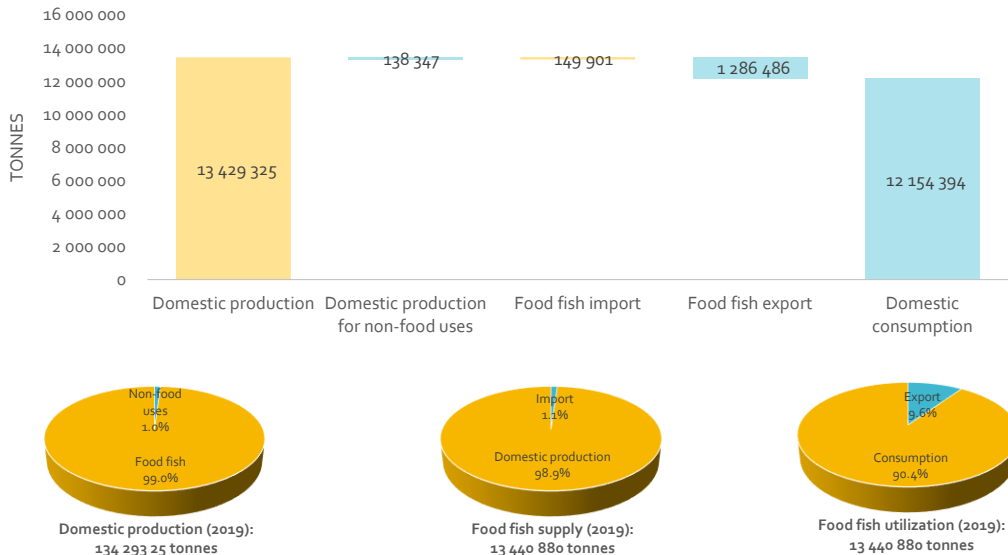 16 000 000
14 000 000
12 000 000
10 000 000
8 000 000
6 000 000
4 000 000
2 000 000
0
TONNES
13 429 325
138 347
149 901
1 286 486
12 154 394
Domestic production
Domestic production
for non-food uses
Food fish import
Food fish export
Domestic
consumption
Non-food
uses
1.0%
Food fish
99.0%
Domestic production (2019):
134 293 25 tonnes
Import
1.1%
Domestic production
98.9%
Food fish supply (2019):
13 440 880 tonnes
Export
9.6%
Consumption
90.4%
Food fish utilization (2019):
13 440 880 tonnes